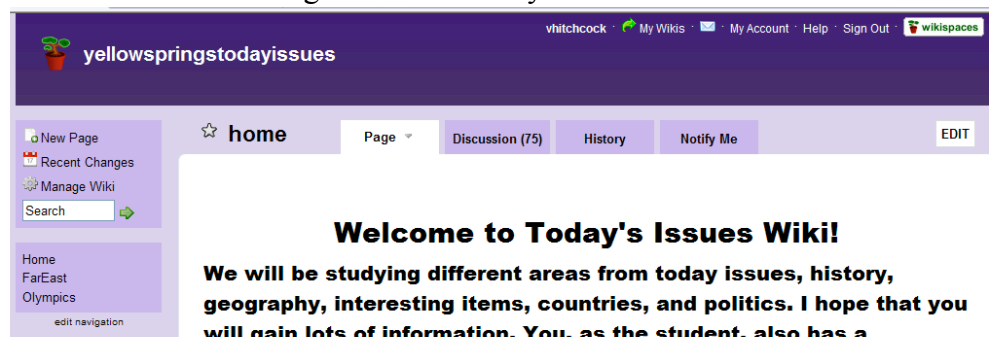 vhitchcock · My Wikis · · My Account · Help · Sign Out · wikispaces
yellowspringstodayissues
New Page
Recent Changes
Manage Wiki
Search
Home
FarEast
Olympics
edit navigation
home
Page
Discussion (75)
History
Notify Me
EDIT
Welcome to Today's Issues Wiki!
We will be studying different areas from today issues, history,
geography, interesting items, countries, and politics. I hope that you
will gain lots of information. You, as the student, also has a